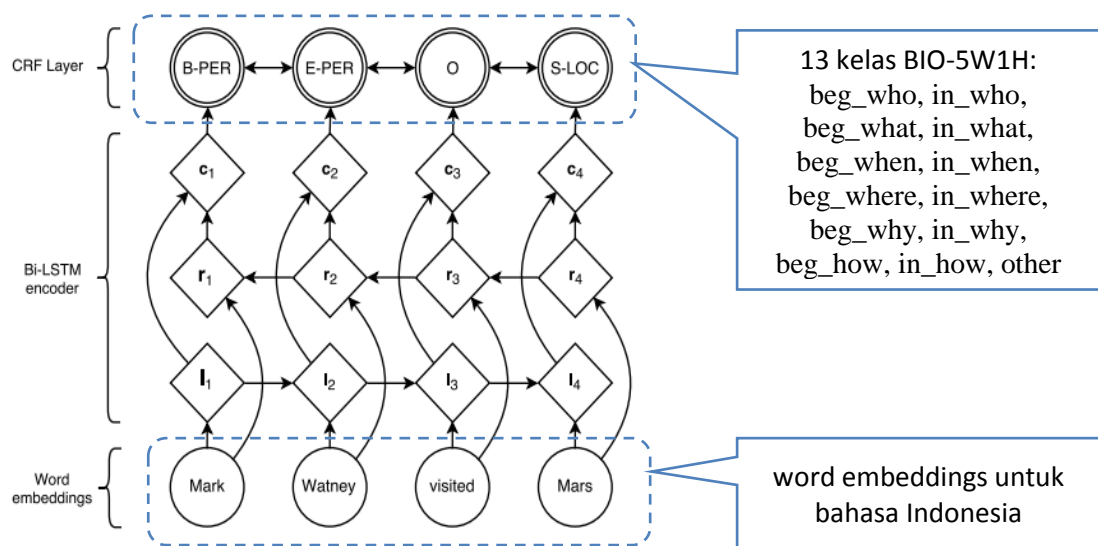 CRF Layer
B-PER
E-PER
O
S-LOC
13 kelas BIO-5W1H:
beg_who, in_who,
beg_what, in_what,
beg_when, in_when,
beg_where, in_where,
beg_why, in_why,
beg_how, in_how, other
c1
c2
c3
c4
Bi-LSTM
encoder
r1
r2
r3
r4
l1
l2
l3
l4
Word
embeddings
Mark
Watney
visited
Mars
word embeddings untuk
bahasa Indonesia